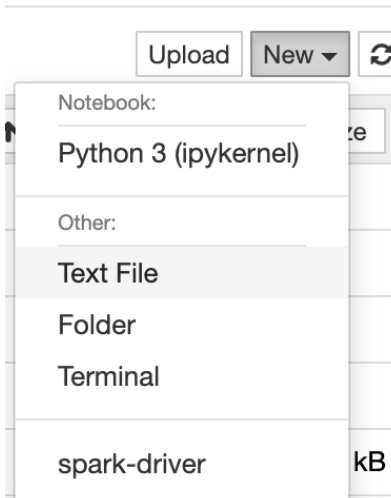 Upload New
Notebook:
Python 3 (ipykernel)
Other:
Text File
Folder
Terminal
spark-driver kB